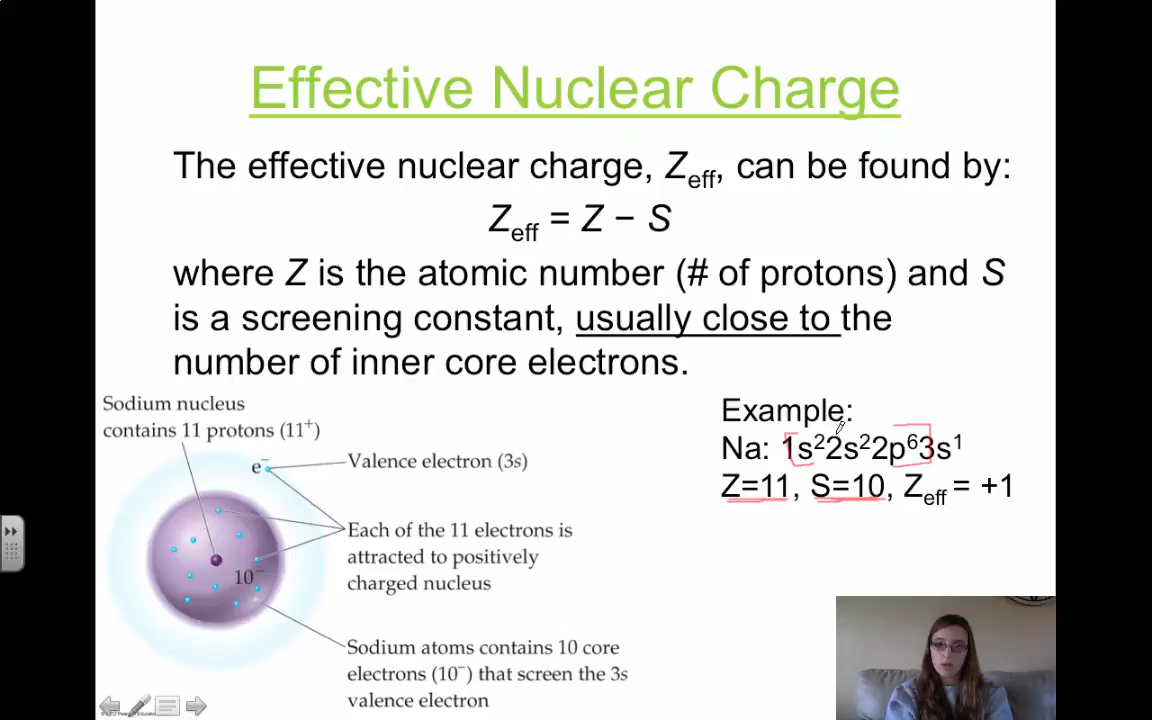 Effective Nuclear Charge
The effective nuclear charge, Zeff, can be found by:
Zeff = Z − S
where Z is the atomic number (# of protons) and S
is a screening constant, usually close to the
number of inner core electrons.
Sodium nucleus
contains 11 protons (11⁺)
e⁻
Valence electron (3s)
Each of the 11 electrons is
attracted to positively
charged nucleus
10⁻
Sodium atoms contains 10 core
electrons (10⁻) that screen the 3s
valence electron
Example:
Na: 1s²2s²2p⁶3s¹
Z=11, S=10, Zeff = +1